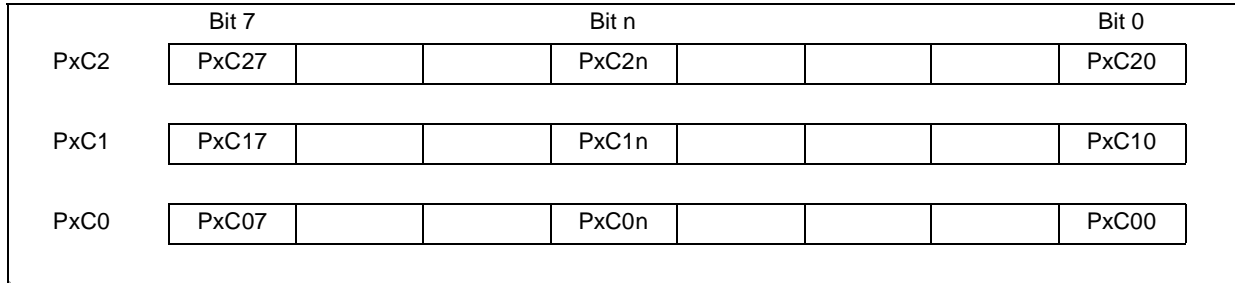 Bit 7 Bit n Bit 0
PxC2 PxC27 PxC2n PxC20
PxC1 PxC17 PxC1n PxC10
PxC0 PxC07 PxC0n PxC00